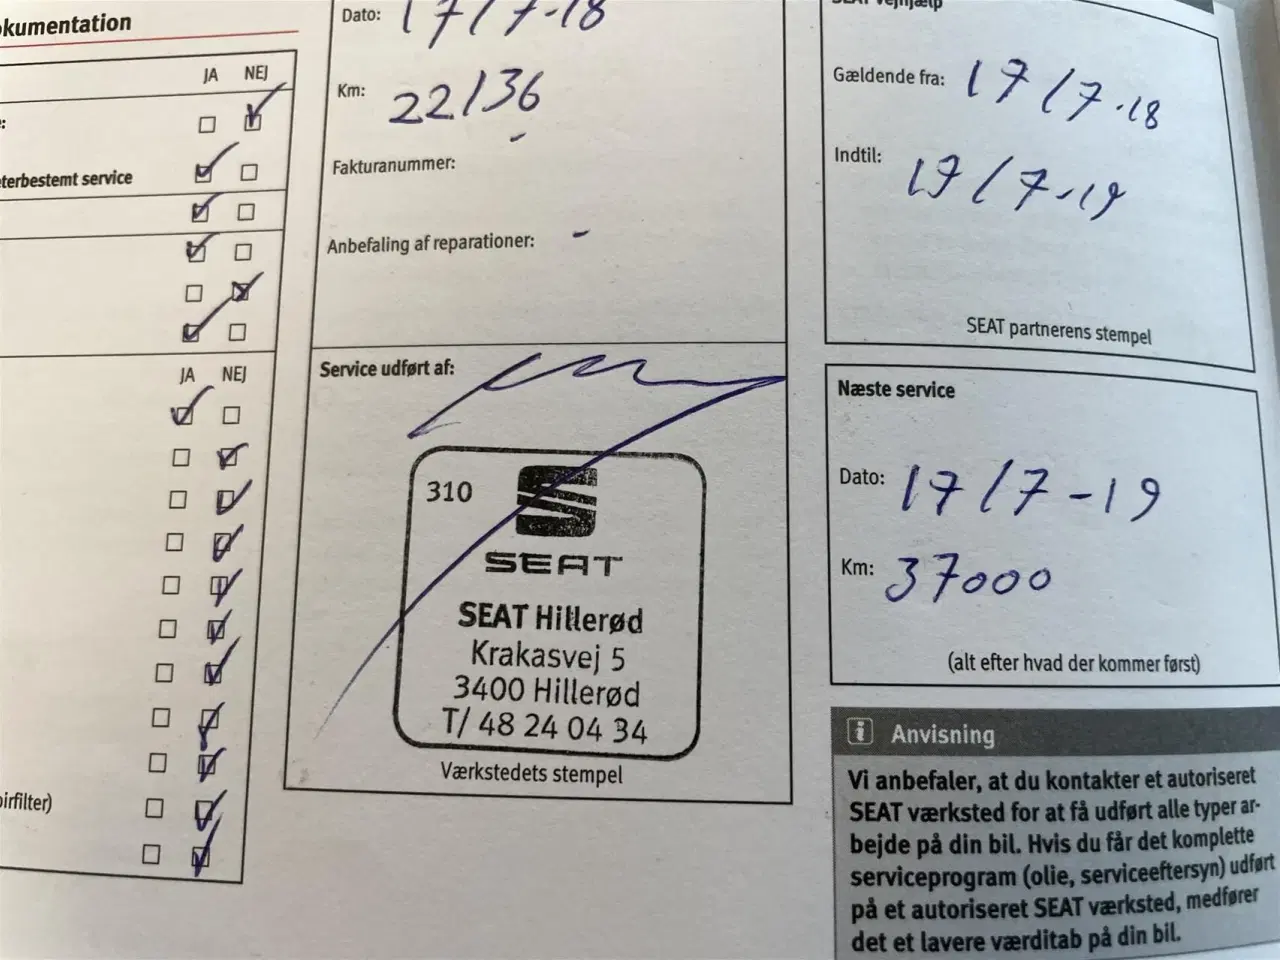 okumentation
JA NEJ
e:
terbestemt service
JA NEJ
birfilter)
Dato: 17/7-18
Km: 22136
Fakturanummer: -
Anbefaling af reparationer: -
Service udført af:
310
SEAT
SEAT Hillerød
Krakasvej 5
3400 Hillerød
T/ 48 24 04 34
Værkstedets stempel
SEAT Vejhjælp
Gældende fra: 17/7-18
Indtil: 17/7-19
SEAT partnerens stempel
Næste service
Dato: 17/7-19
Km: 37000
(alt efter hvad der kommer først)
i Anvisning
Vi anbefaler, at du kontakter et autoriseret
SEAT værksted for at få udført alle typer ar-
bejde på din bil. Hvis du får det komplette
serviceprogram (olie, serviceeftersyn) udført
på et autoriseret SEAT værksted, medfører
det et lavere værditab på din bil.